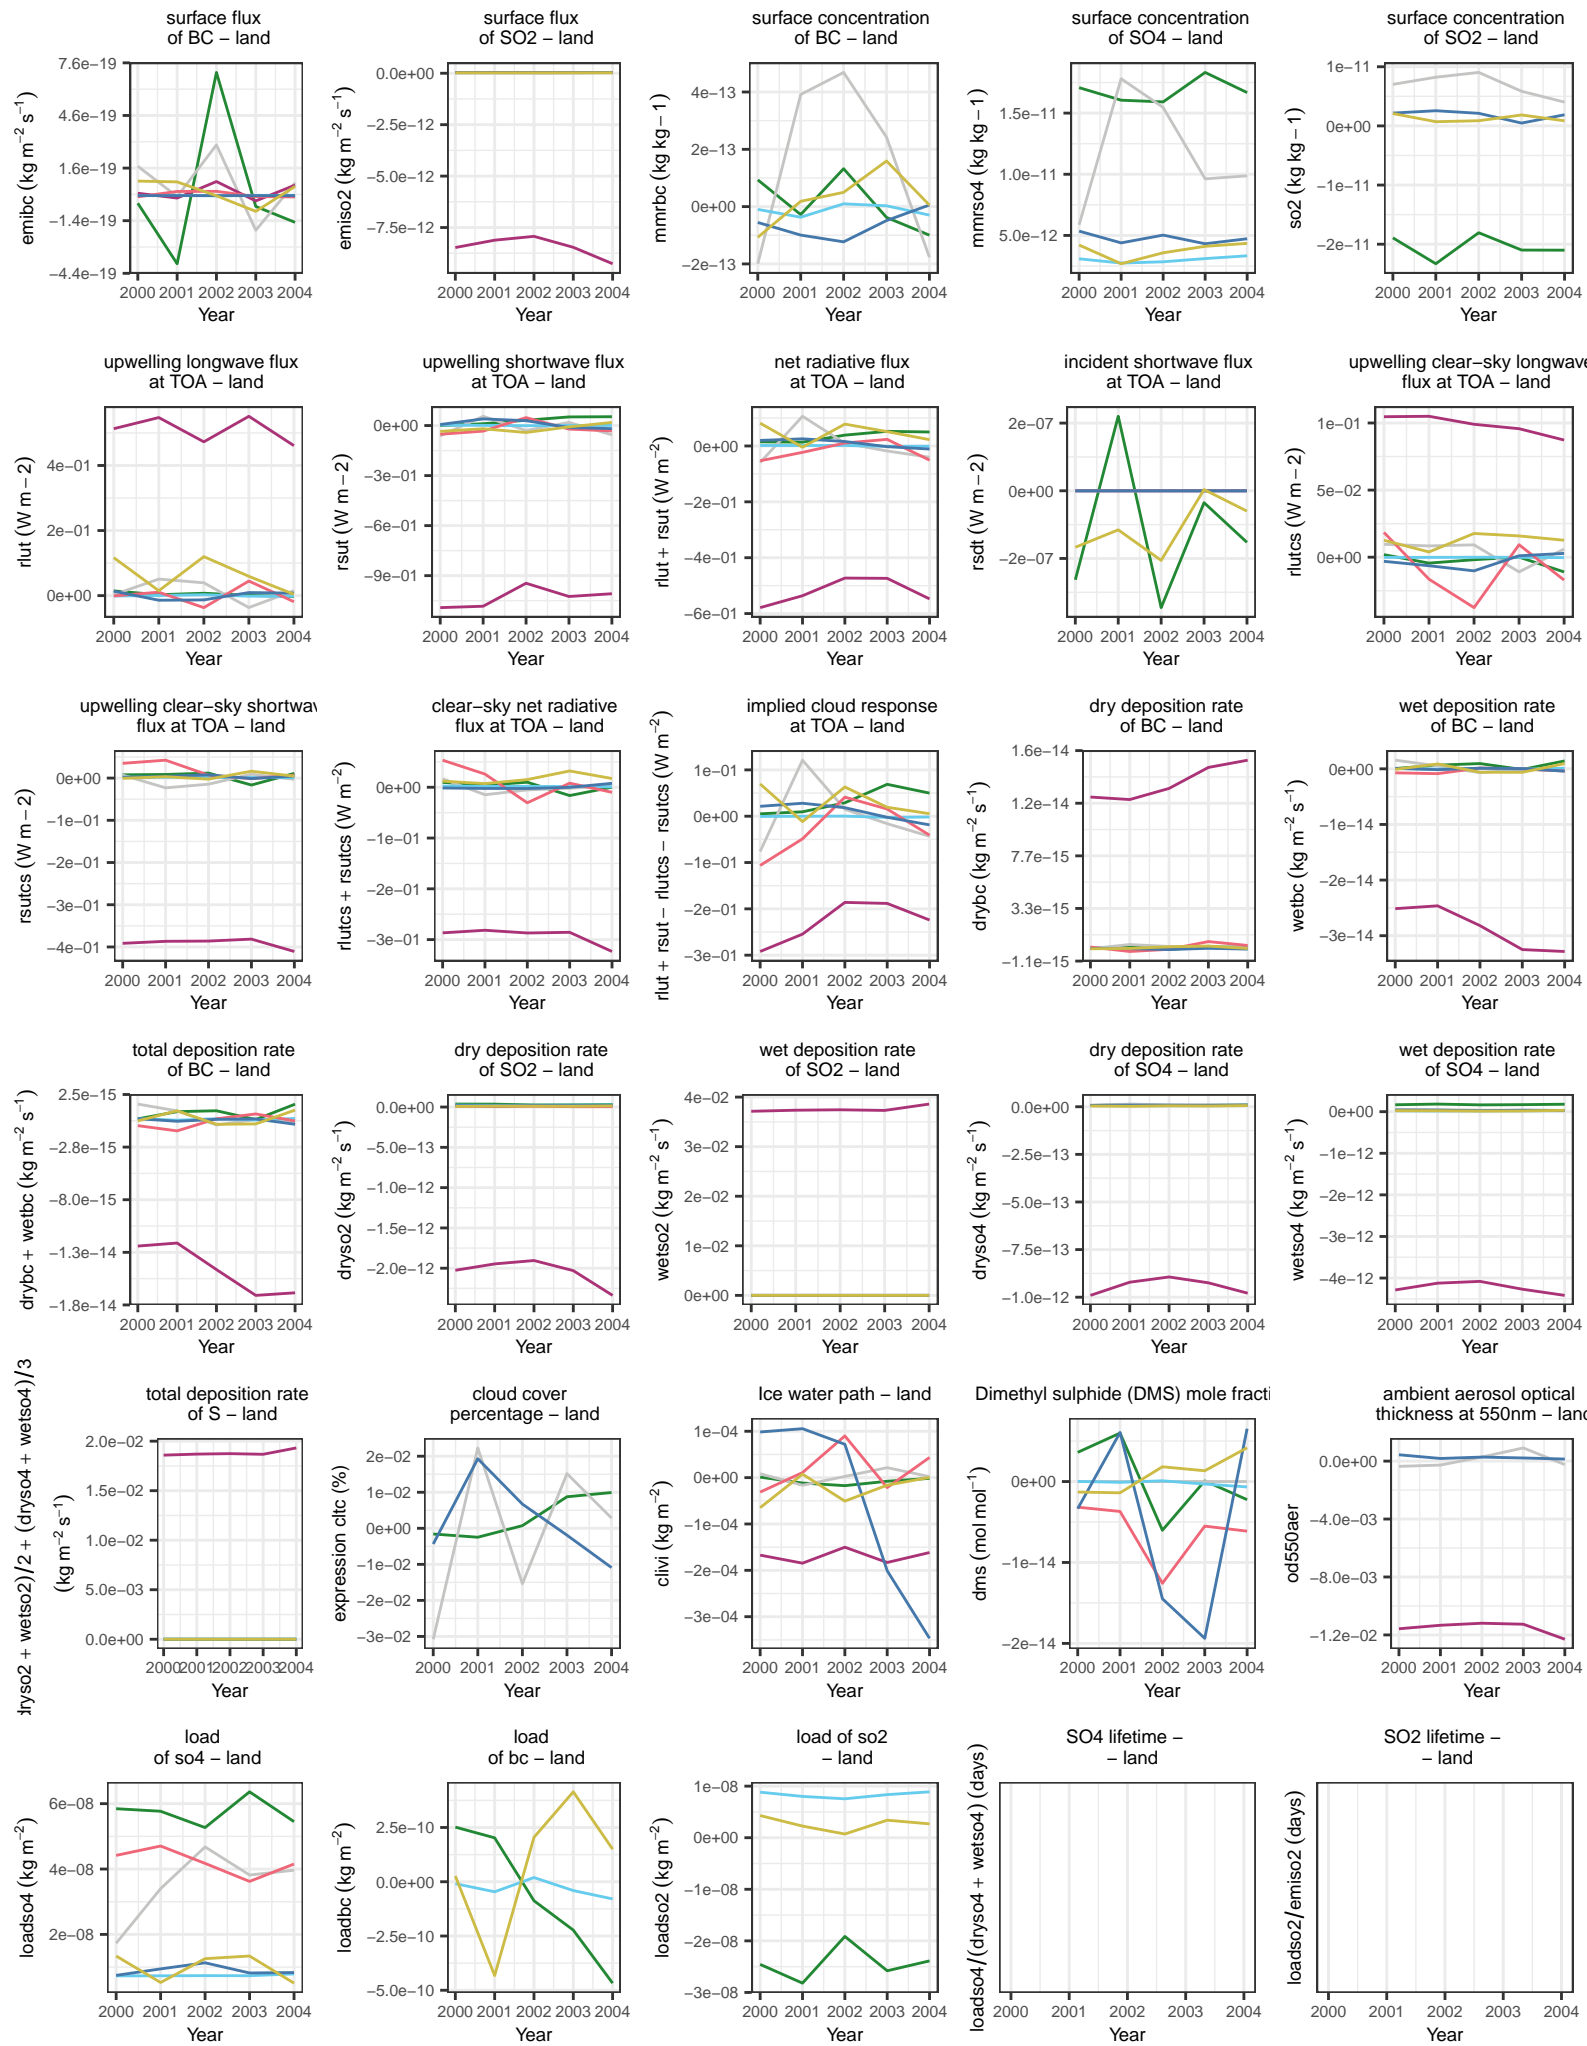 surface flux
of BC − land
surface flux
of SO2 − land
surface concentration
of BC − land
surface concentration
of SO4 − land
surface concentration
of SO2 − land
emibc (kg m−2 s−1)
7.6e−19
4.6e−19
1.6e−19
−1.4e−19
−4.4e−19
2000 2001 2002 2003 2004
Year
emiso2 (kg m−2 s−1)
0.0e+00
−2.5e−12
−5.0e−12
−7.5e−12
2000 2001 2002 2003 2004
Year
mmrbc (kg kg − 1)
4e−13
2e−13
0e+00
−2e−13
2000 2001 2002 2003 2004
Year
mmrso4 (kg kg − 1)
1.5e−11
1.0e−11
5.0e−12
2000 2001 2002 2003 2004
Year
so2 (kg kg − 1)
1e−11
0e+00
−1e−11
−2e−11
2000 2001 2002 2003 2004
Year
upwelling longwave flux
at TOA − land
upwelling shortwave flux
at TOA − land
net radiative flux
at TOA − land
incident shortwave flux
at TOA − land
upwelling clear−sky longwave
flux at TOA − land
rlut (W m − 2)
4e−01
2e−01
0e+00
2000 2001 2002 2003 2004
Year
rsut (W m − 2)
0e+00
−3e−01
−6e−01
−9e−01
2000 2001 2002 2003 2004
Year
rlut + rsut (W m−2)
0e+00
−2e−01
−4e−01
−6e−01
2000 2001 2002 2003 2004
Year
rsdt (W m − 2)
2e−07
0e+00
−2e−07
2000 2001 2002 2003 2004
Year
rlutcs (W m − 2)
1e−01
5e−02
0e+00
2000 2001 2002 2003 2004
Year
upwelling clear−sky shortwav
flux at TOA − land
clear−sky net radiative
flux at TOA − land
implied cloud response
at TOA − land
dry deposition rate
of BC − land
wet deposition rate
of BC − land
rsutcs (W m − 2)
0e+00
−1e−01
−2e−01
−3e−01
−4e−01
2000 2001 2002 2003 2004
Year
rlutcs + rsutcs (W m−2)
0e+00
−1e−01
−2e−01
−3e−01
2000 2001 2002 2003 2004
Year
rlut + rsut − rlutcs − rsutcs (W m−2)
1e−01
0e+00
−1e−01
−2e−01
−3e−01
2000 2001 2002 2003 2004
Year
drybc (kg m−2 s−1)
1.6e−14
1.2e−14
7.7e−15
3.3e−15
−1.1e−15
2000 2001 2002 2003 2004
Year
wetbc (kg m−2 s−1)
0e+00
−1e−14
−2e−14
−3e−14
2000 2001 2002 2003 2004
Year
total deposition rate
of BC − land
dry deposition rate
of SO2 − land
wet deposition rate
of SO2 − land
dry deposition rate
of SO4 − land
wet deposition rate
of SO4 − land
drybc + wetbc (kg m−2 s−1)
2.5e−15
−2.8e−15
−8.0e−15
−1.3e−14
−1.8e−14
2000 2001 2002 2003 2004
Year
dryso2 (kg m−2 s−1)
0.0e+00
−5.0e−13
−1.0e−12
−1.5e−12
−2.0e−12
2000 2001 2002 2003 2004
Year
wetso2 (kg m−2 s−1)
4e−02
3e−02
2e−02
1e−02
0e+00
2000 2001 2002 2003 2004
Year
dryso4 (kg m−2 s−1)
0.0e+00
−2.5e−13
−5.0e−13
−7.5e−13
−1.0e−12
2000 2001 2002 2003 2004
Year
wetso4 (kg m−2 s−1)
0e+00
−1e−12
−2e−12
−3e−12
−4e−12
2000 2001 2002 2003 2004
Year
total deposition rate
of S − land
cloud cover
percentage − land
Ice water path − land
Dimethyl sulphide (DMS) mole fracti
ambient aerosol optical
thickness at 550nm − land
dryso2 + wetso2)/2 + (dryso4 + wetso4)/3
(kg m−2 s−1)
2.0e−02
1.5e−02
1.0e−02
5.0e−03
0.0e+00
2000 2001 2002 2003 2004
Year
expression cltc (%)
2e−02
1e−02
0e+00
−1e−02
−2e−02
−3e−02
2000 2001 2002 2003 2004
Year
clivi (kg m−2)
1e−04
0e+00
−1e−04
−2e−04
−3e−04
2000 2001 2002 2003 2004
Year
dms (mol mol−1)
0e+00
−1e−14
−2e−14
2000 2001 2002 2003 2004
Year
od550aer
0.0e+00
−4.0e−03
−8.0e−03
−1.2e−02
2000 2001 2002 2003 2004
Year
load
of so4 − land
load
of bc − land
load of so2
− land
SO4 lifetime −
− land
SO2 lifetime −
− land
loadso4 (kg m−2)
6e−08
4e−08
2e−08
2000 2001 2002 2003 2004
Year
loadbc (kg m−2)
2.5e−10
0.0e+00
−2.5e−10
−5.0e−10
2000 2001 2002 2003 2004
Year
loadso2 (kg m−2)
1e−08
0e+00
−1e−08
−2e−08
−3e−08
2000 2001 2002 2003 2004
Year
loadso4/(dryso4 + wetso4) (days)
2000 2001 2002 2003 2004
Year
loadso2/emiso2 (days)
2000 2001 2002 2003 2004
Year